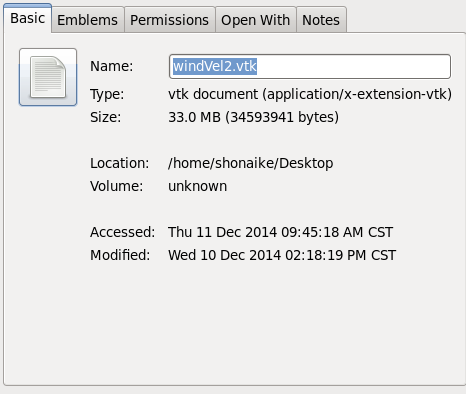 Basic Emblems Permissions Open With Notes
Name: windVel2.vtk
Type: vtk document (application/x-extension-vtk)
Size: 33.0 MB (34593941 bytes)
Location: /home/shonaike/Desktop
Volume: unknown
Accessed: Thu 11 Dec 2014 09:45:18 AM CST
Modified: Wed 10 Dec 2014 02:18:19 PM CST